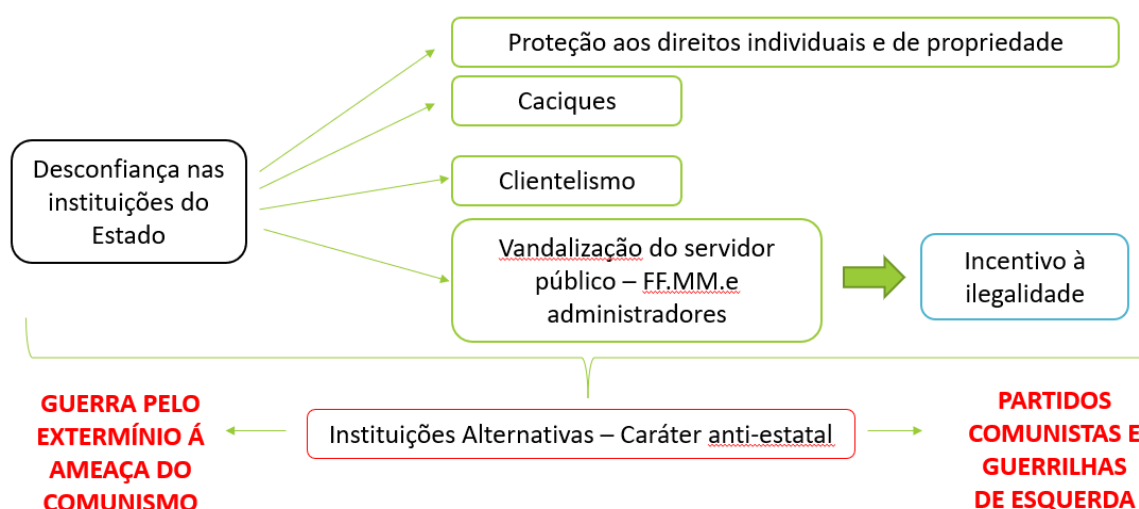 Proteção aos direitos individuais e de propriedade
Caciques
Desconfiança nas
instituições do
Estado
Clientelismo
Vandalização do servidor
público – FF.MM.e
administradores
Incentivo à
ilegalidade
GUERRA PELO
EXTERMÍNIO Á
AMEAÇA DO
COMUNISMO
Instituições Alternativas – Caráter anti-estatal
PARTIDOS
COMUNISTAS E
GUERRILHAS
DE ESQUERDA